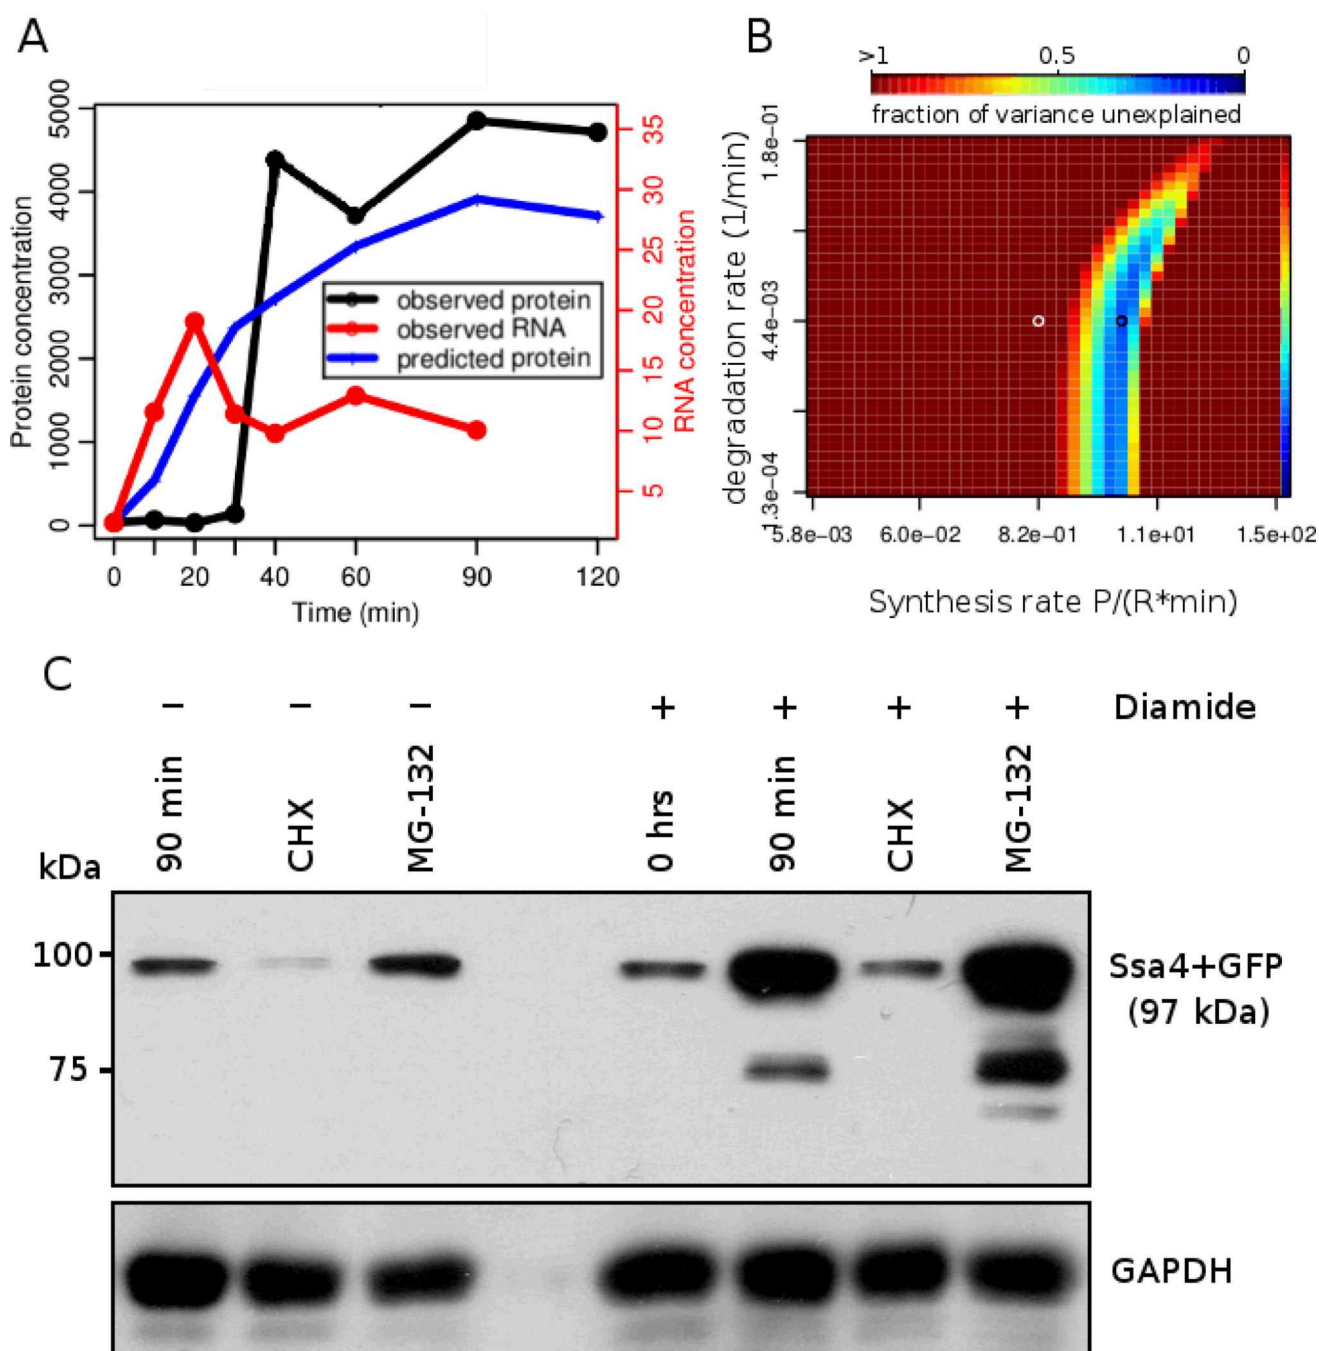 A
Protein concentration
0
1000
2000
3000
4000
5000
observed protein
observed RNA
predicted protein
5
10
15
20
25
30
35
RNA concentration
0
20
40
60
90
120
Time (min)
B
>1
0.5
0
fraction of variance unexplained
degradation rate (1/min)
1.8e-01
4.4e-03
1.3e-04
5.8e-03
6.0e-02
8.2e-01
1.1e+01
1.5e+02
Synthesis rate P/(R*min)
C
– – – + + + + Diamide
90 min
CHX
MG-132
0 hrs
90 min
CHX
MG-132
kDa
100
75
Ssa4+GFP
(97 kDa)
GAPDH